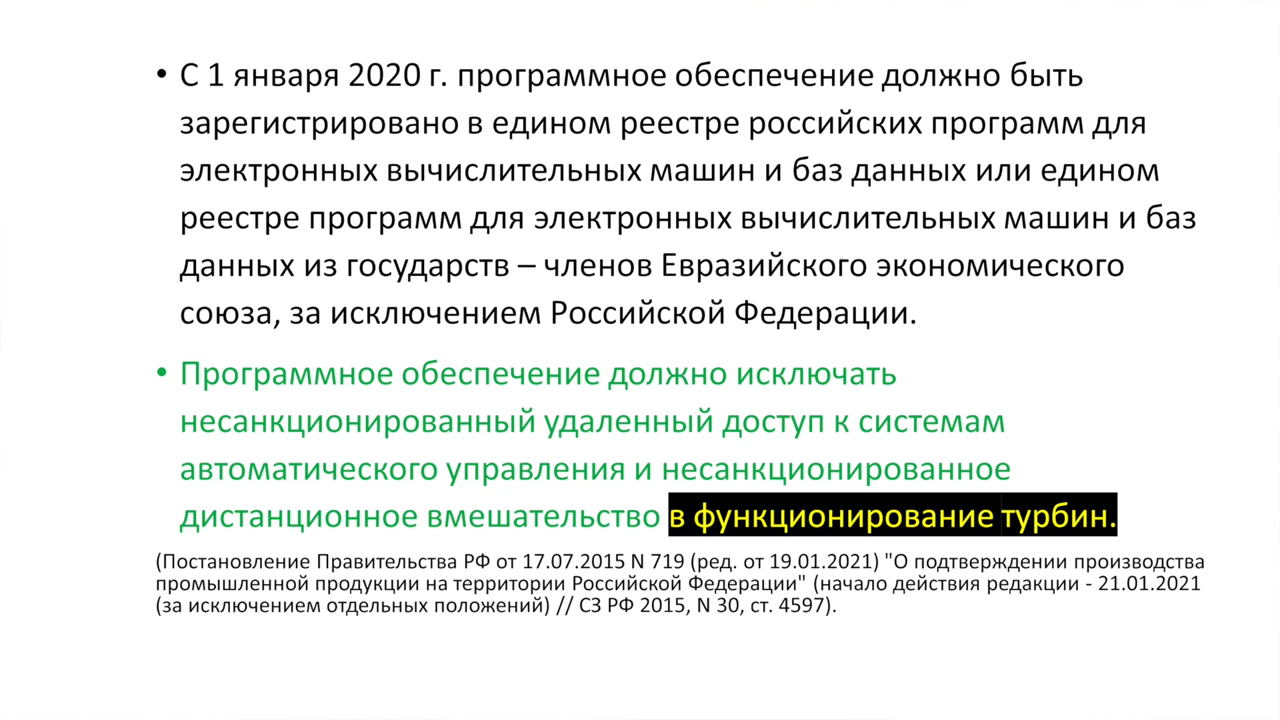 • С 1 января 2020 г. программное обеспечение должно быть
зарегистрировано в едином реестре российских программ для
электронных вычислительных машин и баз данных или едином
реестре программ для электронных вычислительных машин и баз
данных из государств – членов Евразийского экономического
союза, за исключением Российской Федерации.
• Программное обеспечение должно исключать
несанкционированный удаленный доступ к системам
автоматического управления и несанкционированное
дистанционное вмешательство в функционирование турбин.
(Постановление Правительства РФ от 17.07.2015 N 719 (ред. от 19.01.2021) "О подтверждении производства
промышленной продукции на территории Российской Федерации" (начало действия редакции - 21.01.2021
(за исключением отдельных положений) // СЗ РФ 2015, N 30, ст. 4597).